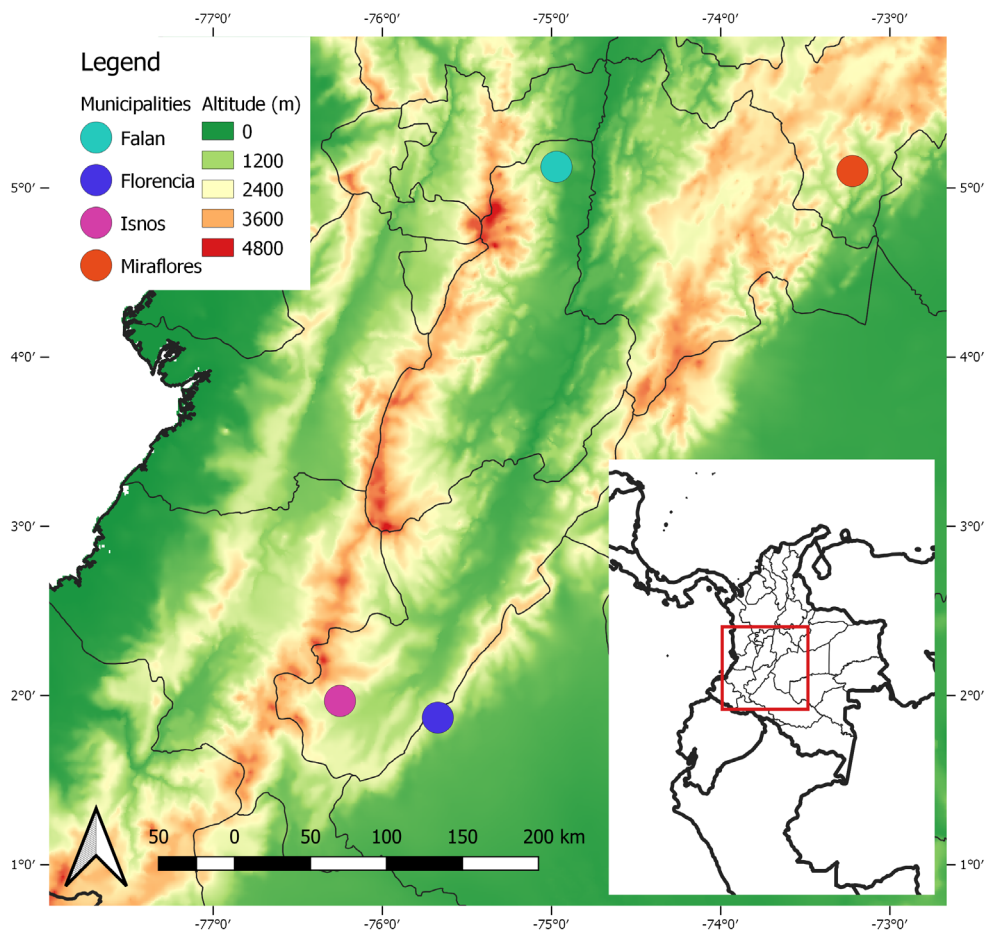 -77°0′ -76°0′ -75°0′ -74°0′ -73°0′
Legend
Municipalities Altitude (m)
Falan 0
1200
Florencia 2400
Isnos 3600
4800
Miraflores
5°0′ 5°0′
4°0′ 4°0′
3°0′ 3°0′
2°0′ 2°0′
50 0 50 100 150 200 km
1°0′ 1°0′
-77°0′ -76°0′ -75°0′ -74°0′ -73°0′